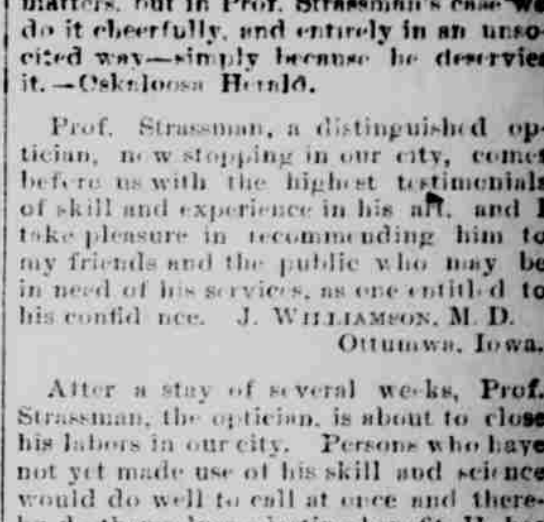 matters, but in Prof. Strassman's case we
do it cheerfully, and entirely in an unso-
cited way—simply because he deservies
it.—Oskaloosa Herald.
Prof. Strassman, a distinguished op-
tician, now stopping in our city, comes
before us with the highest testimonials
of skill and experience in his art, and I
take pleasure in recommending him to
my friends and the public who may be
in need of his services, as one entitled to
his confid nce. J. WILLIAMSON, M. D.
Ottumwa, Iowa.
After a stay of several weeks, Prof.
Strassman, the optician, is about to close
his labors in our city. Persons who have
not yet made use of his skill and science
would do well to call at once and there-